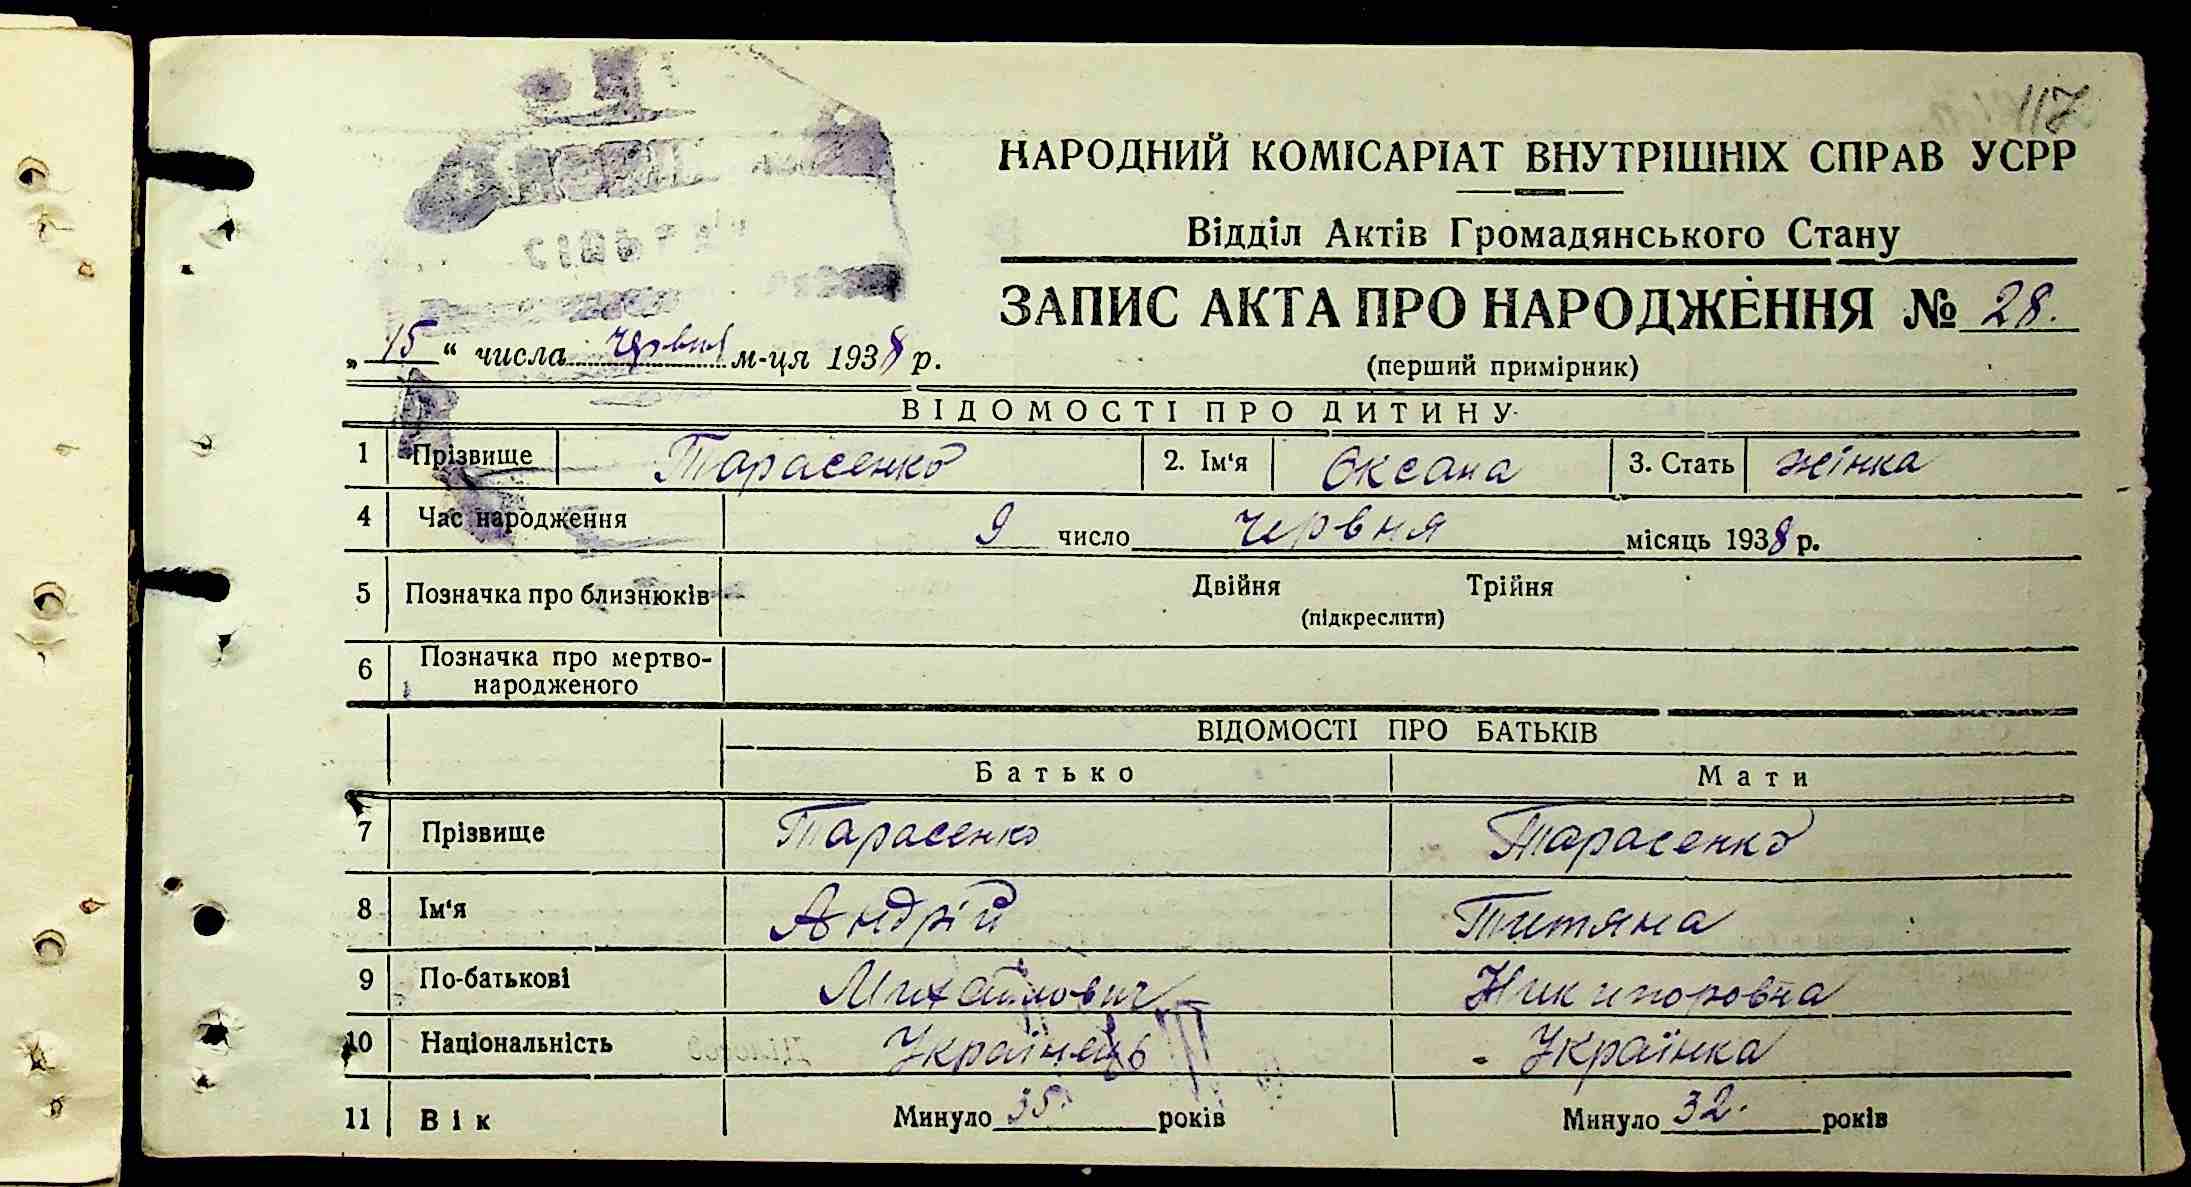 117
НАРОДНИЙ КОМІСАРІАТ ВНУТРІШНІХ СПРАВ УСРР
Відділ Актів Громадянського Стану
ЗАПИС АКТА ПРО НАРОДЖЕННЯ № 28.
(перший примірник)
„15“ числа червня м-ця 1938 р.
ВІДОМОСТІ ПРО ДИТИНУ
1 Прізвище Тарасенко 2. Ім‘я Оксана 3. Стать жінка
4 Час народження 9 число червня місяць 1938 р.
5 Позначка про близнюків Двійня Трійня
(підкреслити)
6 Позначка про мертво-
народженого
ВІДОМОСТІ ПРО БАТЬКІВ
Батько Мати
7 Прізвище Тарасенко Тарасенко
8 Ім‘я Андрій Титяна
9 По-батькові Михайлович Никипоровна
10 Національність Українець Українка
11 Вік Минуло 35. років Минуло 32. років